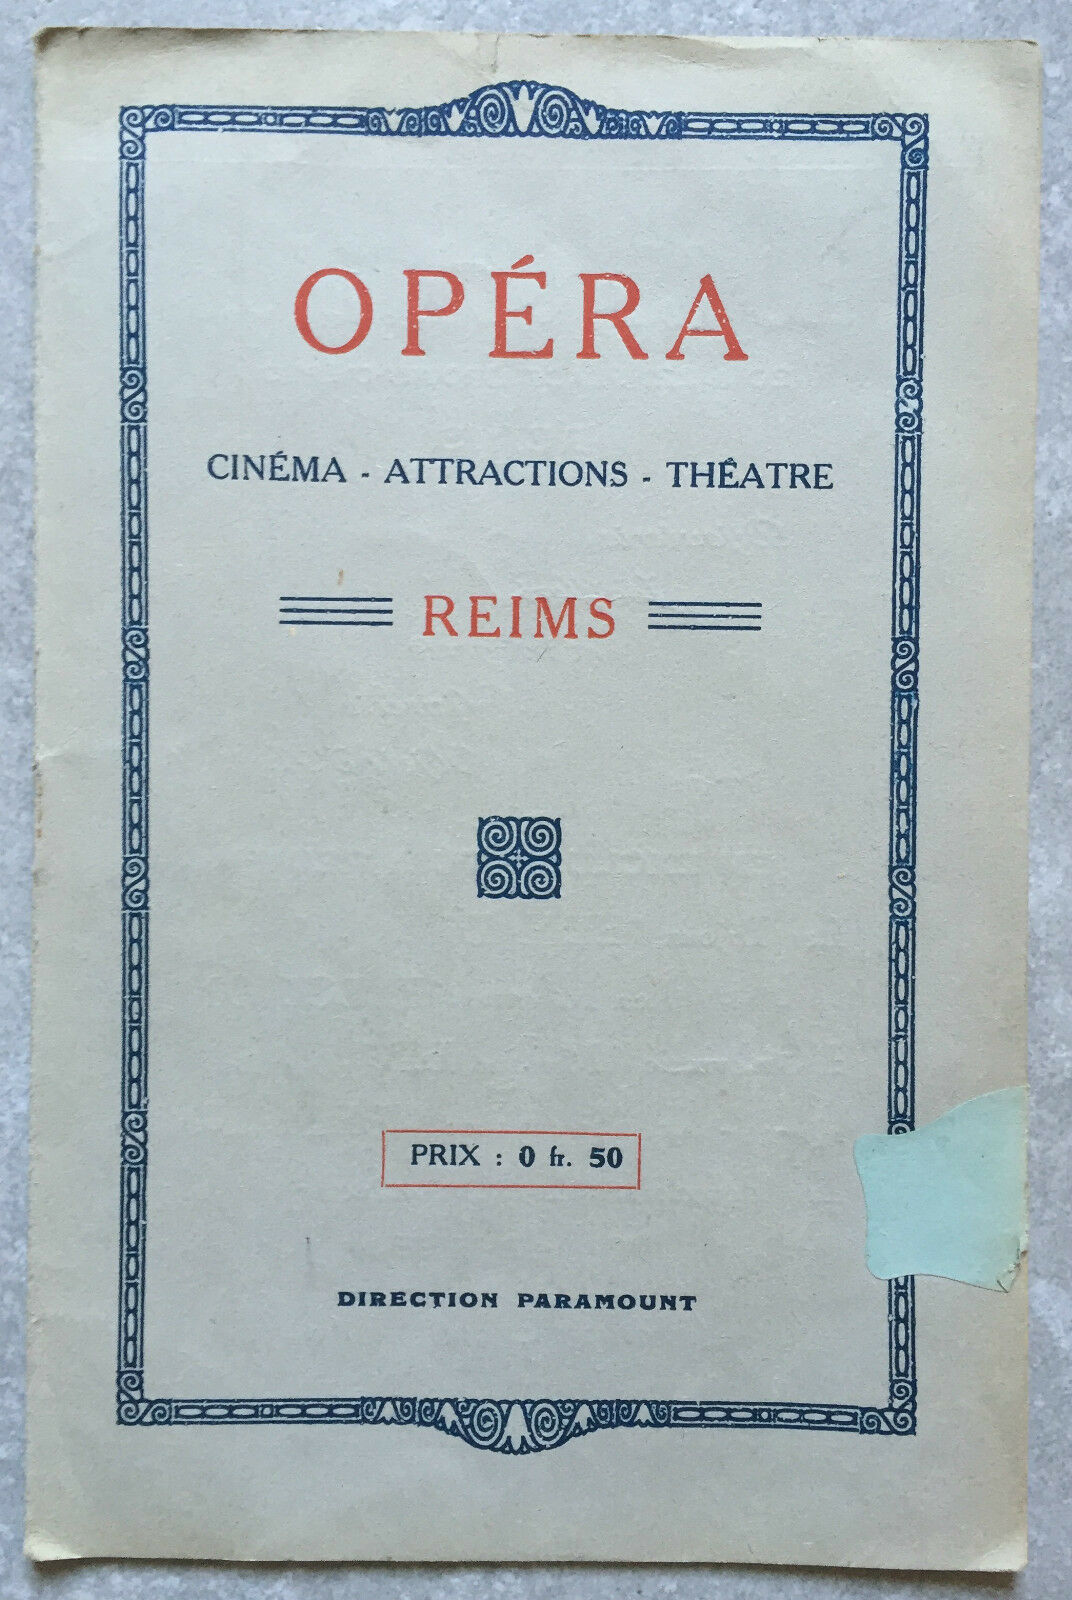 OPÉRA
CINÉMA - ATTRACTIONS - THÉATRE
REIMS
PRIX : 0 fr. 50
DIRECTION PARAMOUNT